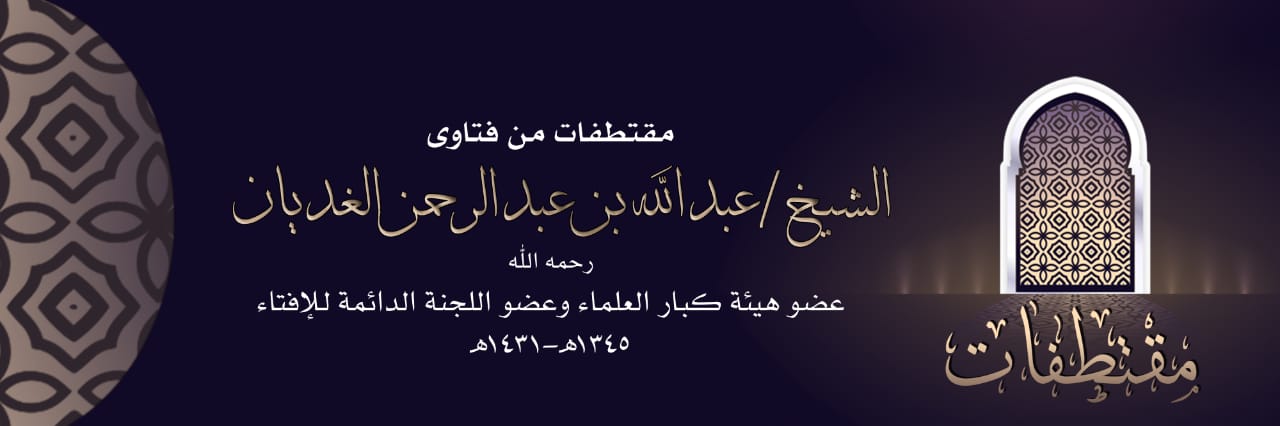 مقتطفات من فتاوى
الشيخ/عبدالله بن عبدالرحمن الغديان
رحمه الله
عضو هيئة كبار العلماء وعضو اللجنة الدائمة للإفتاء
١٣٤٥هـ-١٤٣١هـ
مقتطفات